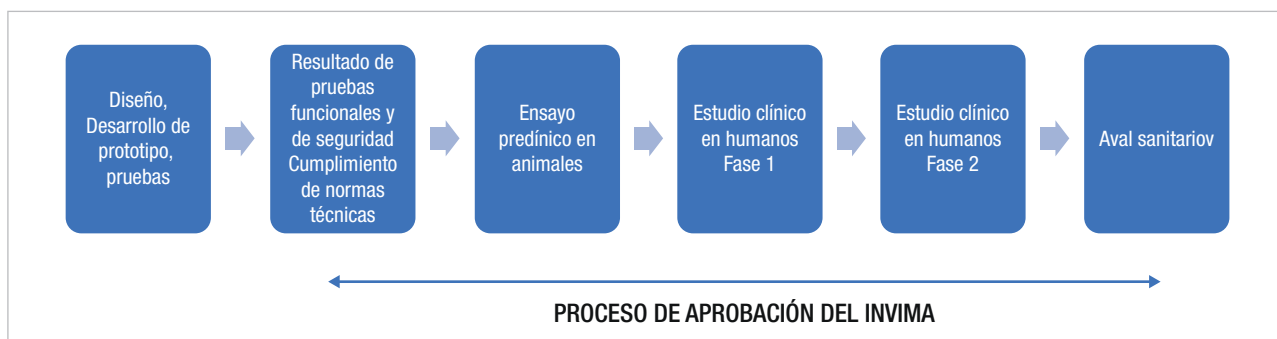 Diseño,
Desarrollo de
prototipo,
pruebas
Resultado de
pruebas
funcionales y
de seguridad
Cumplimiento
de normas
técnicas
Ensayo
predínico en
animales
Estudio clínico
en humanos
Fase 1
Estudio clínico
en humanos
Fase 2
Aval sanitariov
PROCESO DE APROBACIÓN DEL INVIMA